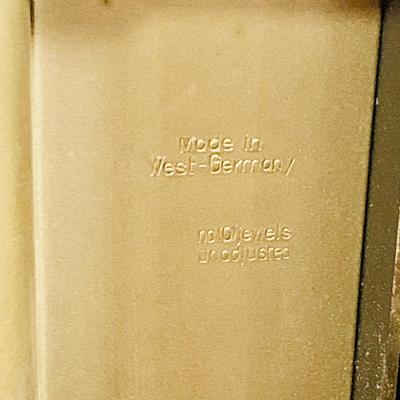 Made in
West-Germany
no(0)jewels
unadjusted